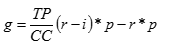 g = TP/CC (r - i)* p - r* p